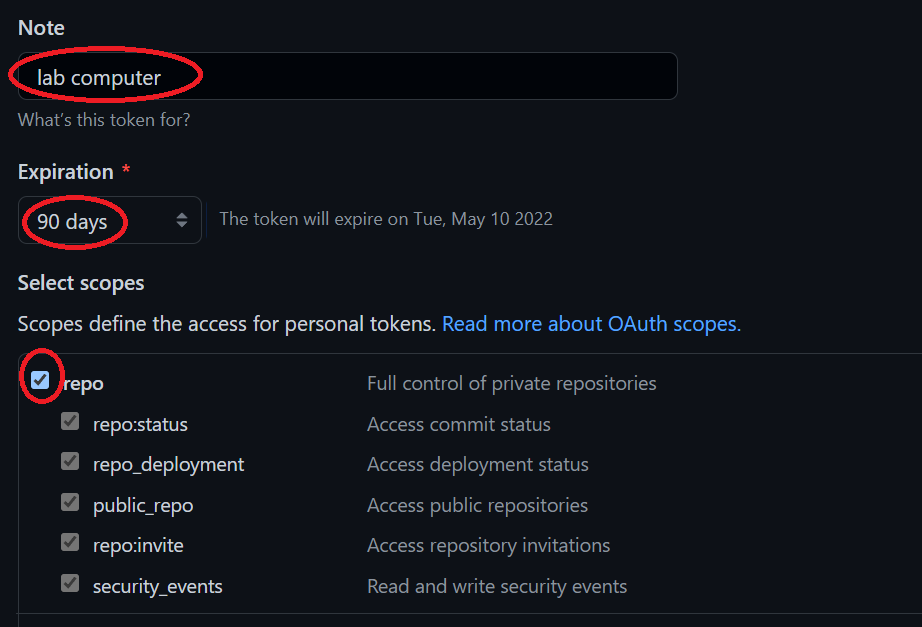 Note
lab computer
What's this token for?
Expiration *
90 days The token will expire on Tue, May 10 2022
Select scopes
Scopes define the access for personal tokens. Read more about OAuth scopes.
repo Full control of private repositories
repo:status Access commit status
repo_deployment Access deployment status
public_repo Access public repositories
repo:invite Access repository invitations
security_events Read and write security events